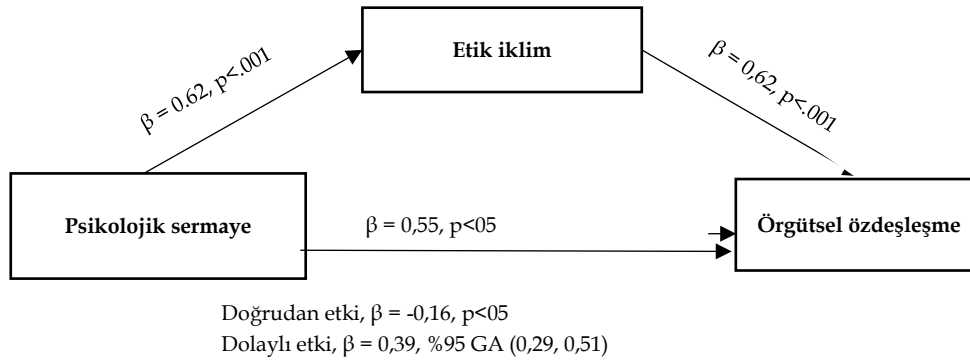 Etik iklim
β = 0.62, p<.001
β = 0,62, p<.001
Psikolojik sermaye
β = 0,55, p<05
Örgütsel özdeşleşme
Doğrudan etki, β = -0,16, p<05
Dolaylı etki, β = 0,39, %95 GA (0,29, 0,51)